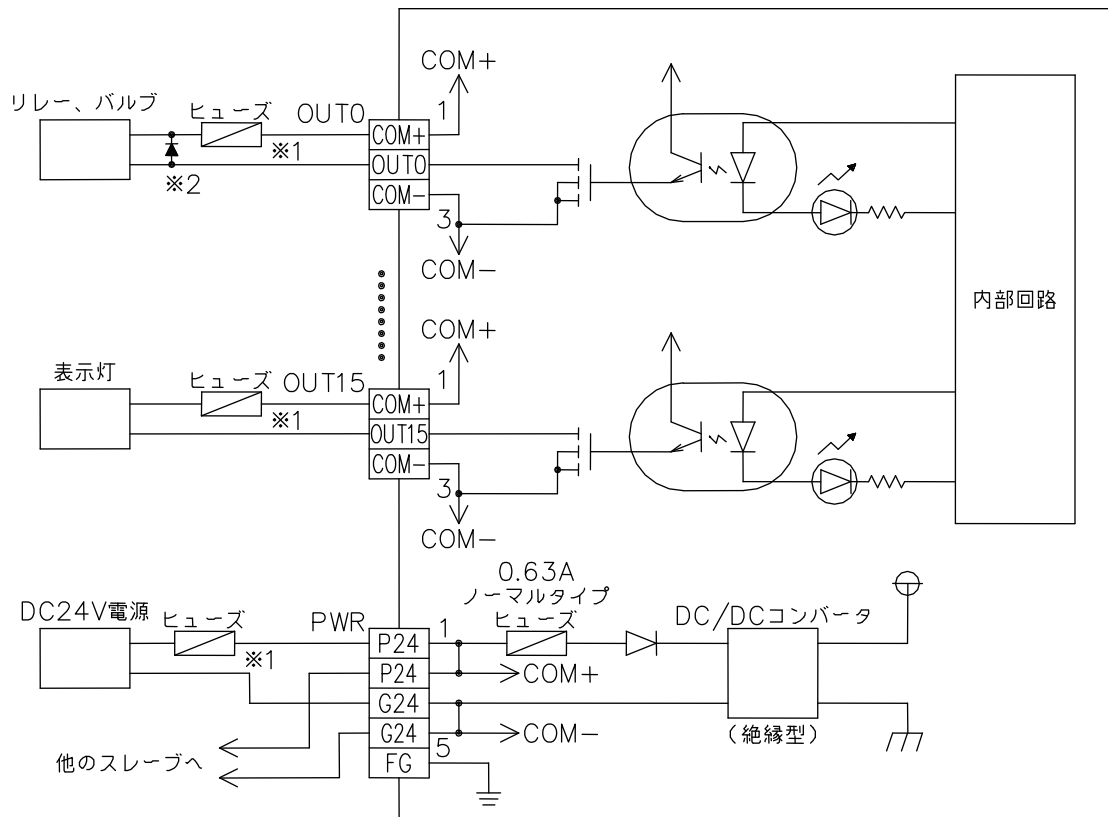 COM+
リレー、バルブ
ヒューズ
OUT0
1
COM+
※1
OUT0
※2
COM-
3
COM-
内部回路
COM+
表示灯
ヒューズ
OUT15
1
COM+
※1
OUT15
COM-
3
COM-
0.63A
ノーマルタイプ
DC24V電源
ヒューズ
PWR
1
ヒューズ
DC/DCコンバータ
P24
※1
P24
COM+
G24
G24
COM-
(絶縁型)
5
他のスレーブへ
FG